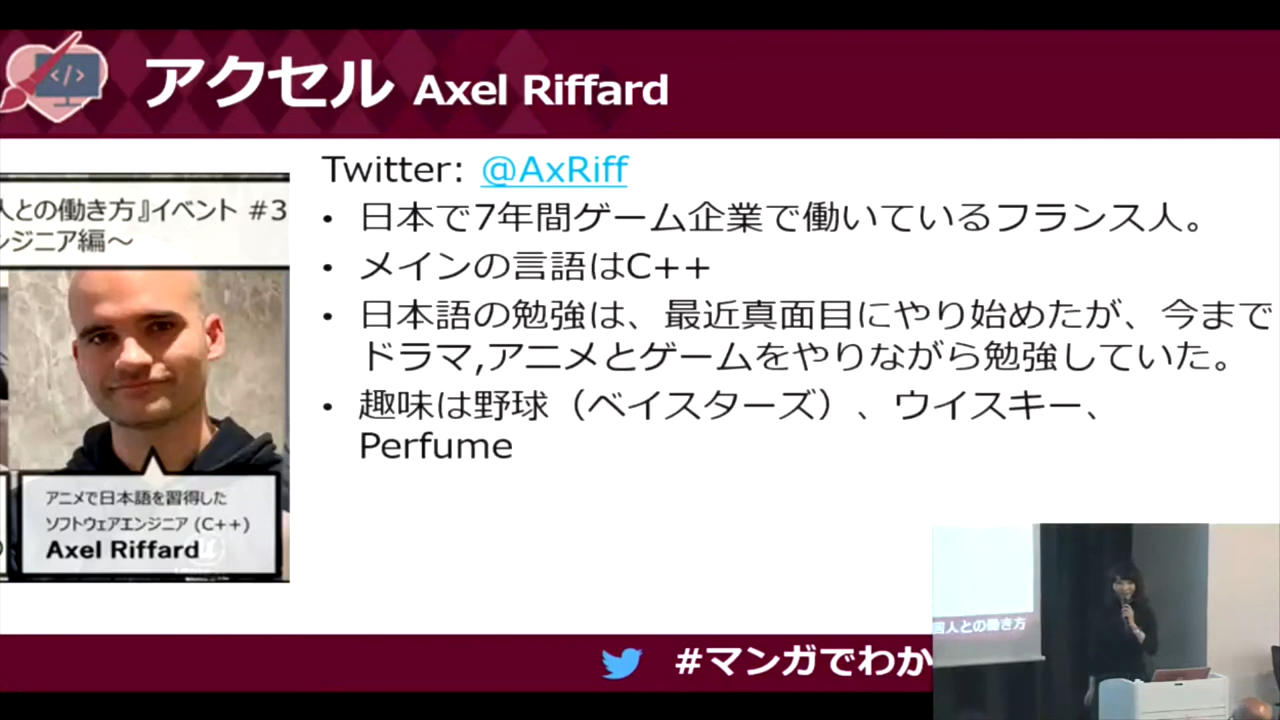 アクセル Axel Riffard
人との働き方』イベント #3
ンジニア編～
アニメで日本語を習得した
ソフトウェアエンジニア (C++)
Axel Riffard
Twitter: @AxRiff
• 日本で7年間ゲーム企業で働いているフランス人。
• メインの言語はC++
• 日本語の勉強は、最近真面目にやり始めたが、今まで
ドラマ,アニメとゲームをやりながら勉強していた。
• 趣味は野球（ベイスターズ）、ウイスキー、
Perfume
国人との働き方
#マンガでわか